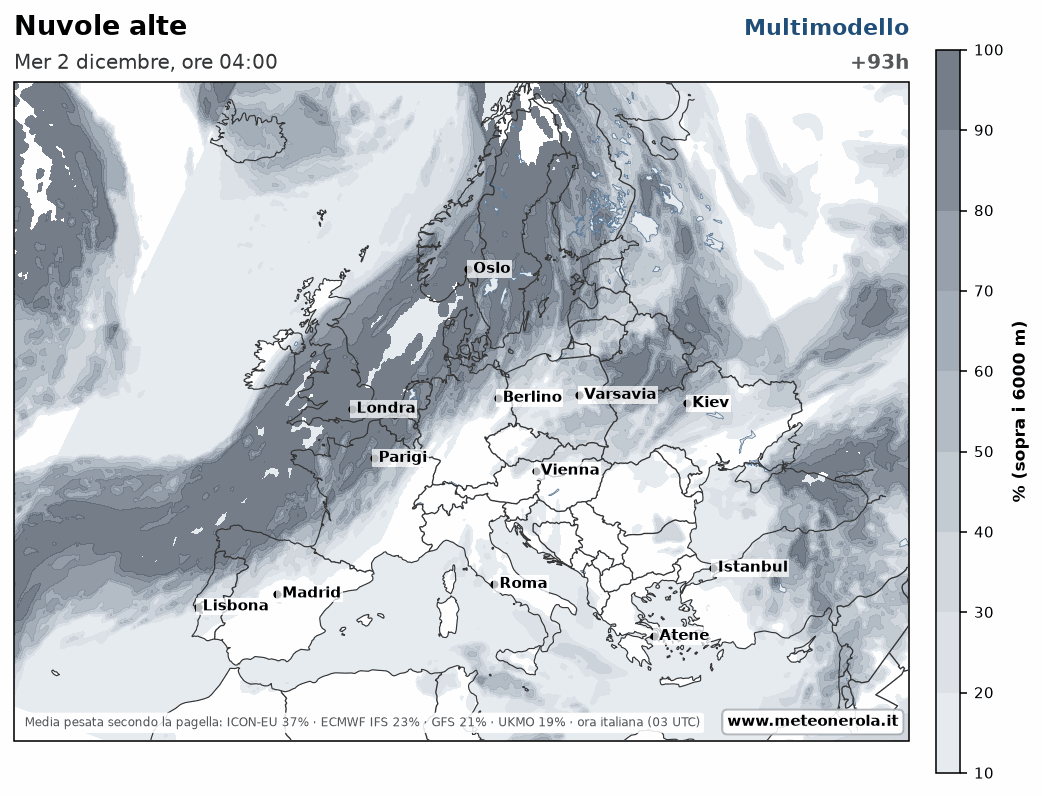 Nuvole alte
Multimodello
Mer 2 dicembre, ore 04:00
+93h
100
90
80
70
60
50
40
30
20
10
% (sopra i 6000 m)
Oslo
Londra
Berlino
Varsavia
Kiev
Parigi
Vienna
Istanbul
Roma
Madrid
Lisbona
Atene
Media pesata secondo la pagella: ICON-EU 37% · ECMWF IFS 23% · GFS 21% · UKMO 19% · ora italiana (03 UTC)
www.meteonerola.it